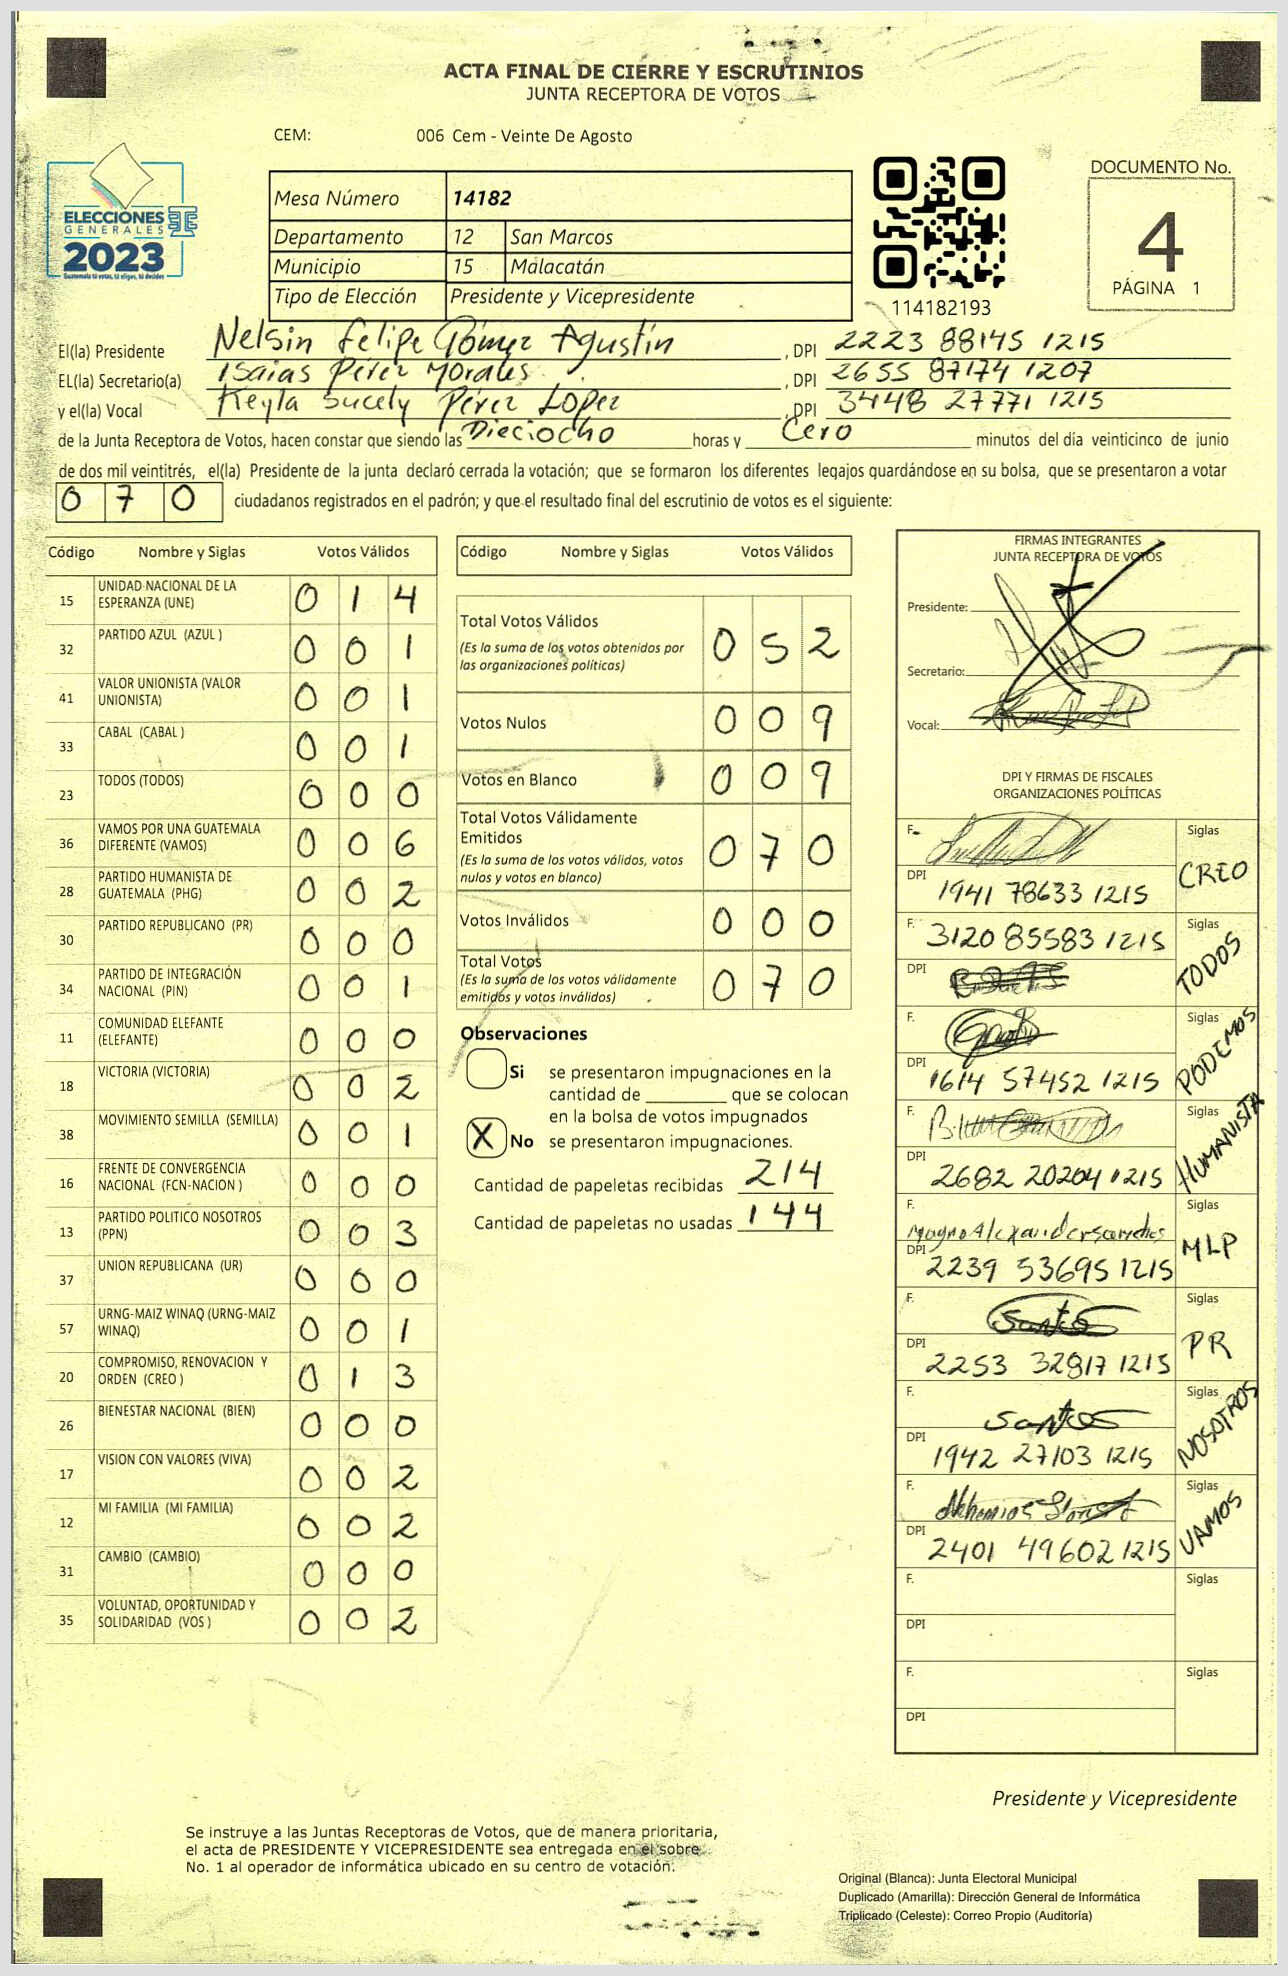 ACTA FINAL DE CIERRE Y ESCRUTINIOS
JUNTA RECEPTORA DE VOTOS
CEM: 006 Cem - Veinte De Agosto
ELECCIONES
GENERALES
2023
Guatemala tú votas, tú eliges, tú decides
Mesa Número 14182
Departamento 12 San Marcos
Municipio 15 Malacatán
Tipo de Elección Presidente y Vicepresidente
114182193
DOCUMENTO No.
4
PÁGINA 1
El(la) Presidente Nelsin Felipe Gómez Agustín , DPI 2223 88145 1215
EL(la) Secretario(a) Isaias Pérez Morales , DPI 2655 87174 1207
y el(la) Vocal Keyla Sucely Pérez López , DPI 3448 27771 1215
de la Junta Receptora de Votos, hacen constar que siendo las Dieciocho horas y Cero minutos del día veinticinco de junio
de dos mil veintitrés, el(la) Presidente de la junta declaró cerrada la votación; que se formaron los diferentes legajos guardándose en su bolsa, que se presentaron a votar
0 7 0 ciudadanos registrados en el padrón; y que el resultado final del escrutinio de votos es el siguiente:
Código Nombre y Siglas Votos Válidos
15 UNIDAD NACIONAL DE LA ESPERANZA (UNE) 0 1 4
32 PARTIDO AZUL (AZUL ) 0 0 1
41 VALOR UNIONISTA (VALOR UNIONISTA) 0 0 1
33 CABAL (CABAL ) 0 0 1
23 TODOS (TODOS) 0 0 0
36 VAMOS POR UNA GUATEMALA DIFERENTE (VAMOS) 0 0 6
28 PARTIDO HUMANISTA DE GUATEMALA (PHG) 0 0 2
30 PARTIDO REPUBLICANO (PR) 0 0 0
34 PARTIDO DE INTEGRACIÓN NACIONAL (PIN) 0 0 1
11 COMUNIDAD ELEFANTE (ELEFANTE) 0 0 0
18 VICTORIA (VICTORIA) 0 0 2
38 MOVIMIENTO SEMILLA (SEMILLA) 0 0 1
16 FRENTE DE CONVERGENCIA NACIONAL (FCN-NACION ) 0 0 0
13 PARTIDO POLITICO NOSOTROS (PPN) 0 0 3
37 UNION REPUBLICANA (UR) 0 0 0
57 URNG-MAIZ WINAQ (URNG-MAIZ WINAQ) 0 0 1
20 COMPROMISO, RENOVACION Y ORDEN (CREO ) 0 1 3
26 BIENESTAR NACIONAL (BIEN) 0 0 0
17 VISION CON VALORES (VIVA) 0 0 2
12 MI FAMILIA (MI FAMILIA) 0 0 2
31 CAMBIO (CAMBIO) 0 0 0
35 VOLUNTAD, OPORTUNIDAD Y SOLIDARIDAD (VOS ) 0 0 2
Código Nombre y Siglas Votos Válidos
Total Votos Válidos 0 5 2
(Es la suma de los votos obtenidos por
las organizaciones políticas)
Votos Nulos 0 0 9
Votos en Blanco 0 0 9
Total Votos Válidamente
Emitidos 0 7 0
(Es la suma de los votos válidos, votos
nulos y votos en blanco)
Votos Inválidos 0 0 0
Total Votos 0 7 0
(Es la suma de los votos válidamente
emitidos y votos inválidos)
Observaciones
Si se presentaron impugnaciones en la
cantidad de ________ que se colocan
en la bolsa de votos impugnados
X No se presentaron impugnaciones.
Cantidad de papeletas recibidas 214
Cantidad de papeletas no usadas 144
FIRMAS INTEGRANTES
JUNTA RECEPTORA DE VOTOS
Presidente:
Secretario:
Vocal:
DPI Y FIRMAS DE FISCALES
ORGANIZACIONES POLÍTICAS
F. Siglas
DPI 1941 78633 1215 CREO
F. 3120 85583 1215 Siglas
DPI TODOS
F. Siglas
DPI 1614 57452 1215 PODEMOS
F. Siglas
DPI 2682 20204 1215 HUMANISTA
F. Siglas
DPI 2239 53695 1215 MLP
F. Santos Siglas
DPI 2253 32817 1215 PR
F. Santos Siglas
DPI 1942 27103 1215 NOSOTROS
F. Siglas
DPI 2401 49602 1215 VAMOS
F. Siglas
DPI
F. Siglas
DPI
Presidente y Vicepresidente
Se instruye a las Juntas Receptoras de Votos, que de manera prioritaria,
el acta de PRESIDENTE Y VICEPRESIDENTE sea entregada en el sobre
No. 1 al operador de informática ubicado en su centro de votación.
Original (Blanca): Junta Electoral Municipal
Duplicado (Amarilla): Dirección General de Informática
Triplicado (Celeste): Correo Propio (Auditoría)